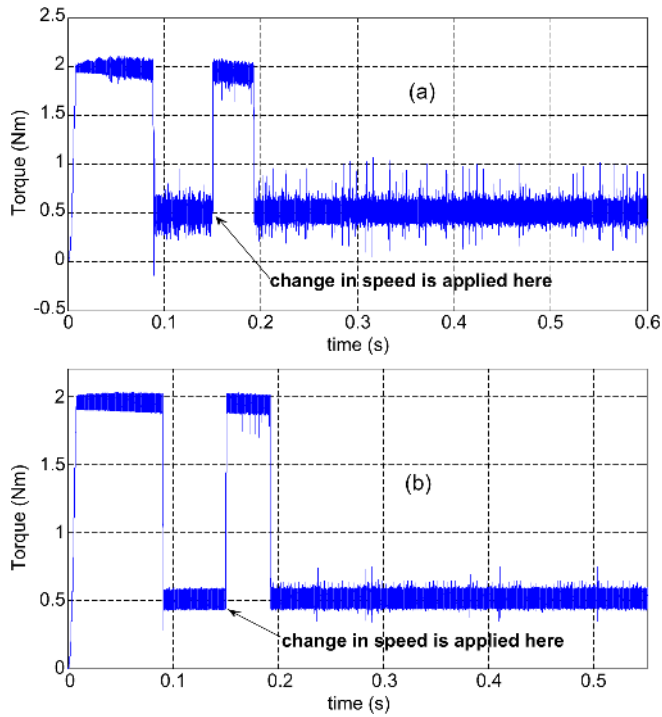 2.5
2
1.5
1
0.5
0
-0.5
Torque (Nm)
(a)
change in speed is applied here
0 0.1 0.2 0.3 0.4 0.5 0.6
time (s)
2
1.5
1
0.5
0
Torque (Nm)
(b)
change in speed is applied here
0 0.1 0.2 0.3 0.4 0.5
time (s)